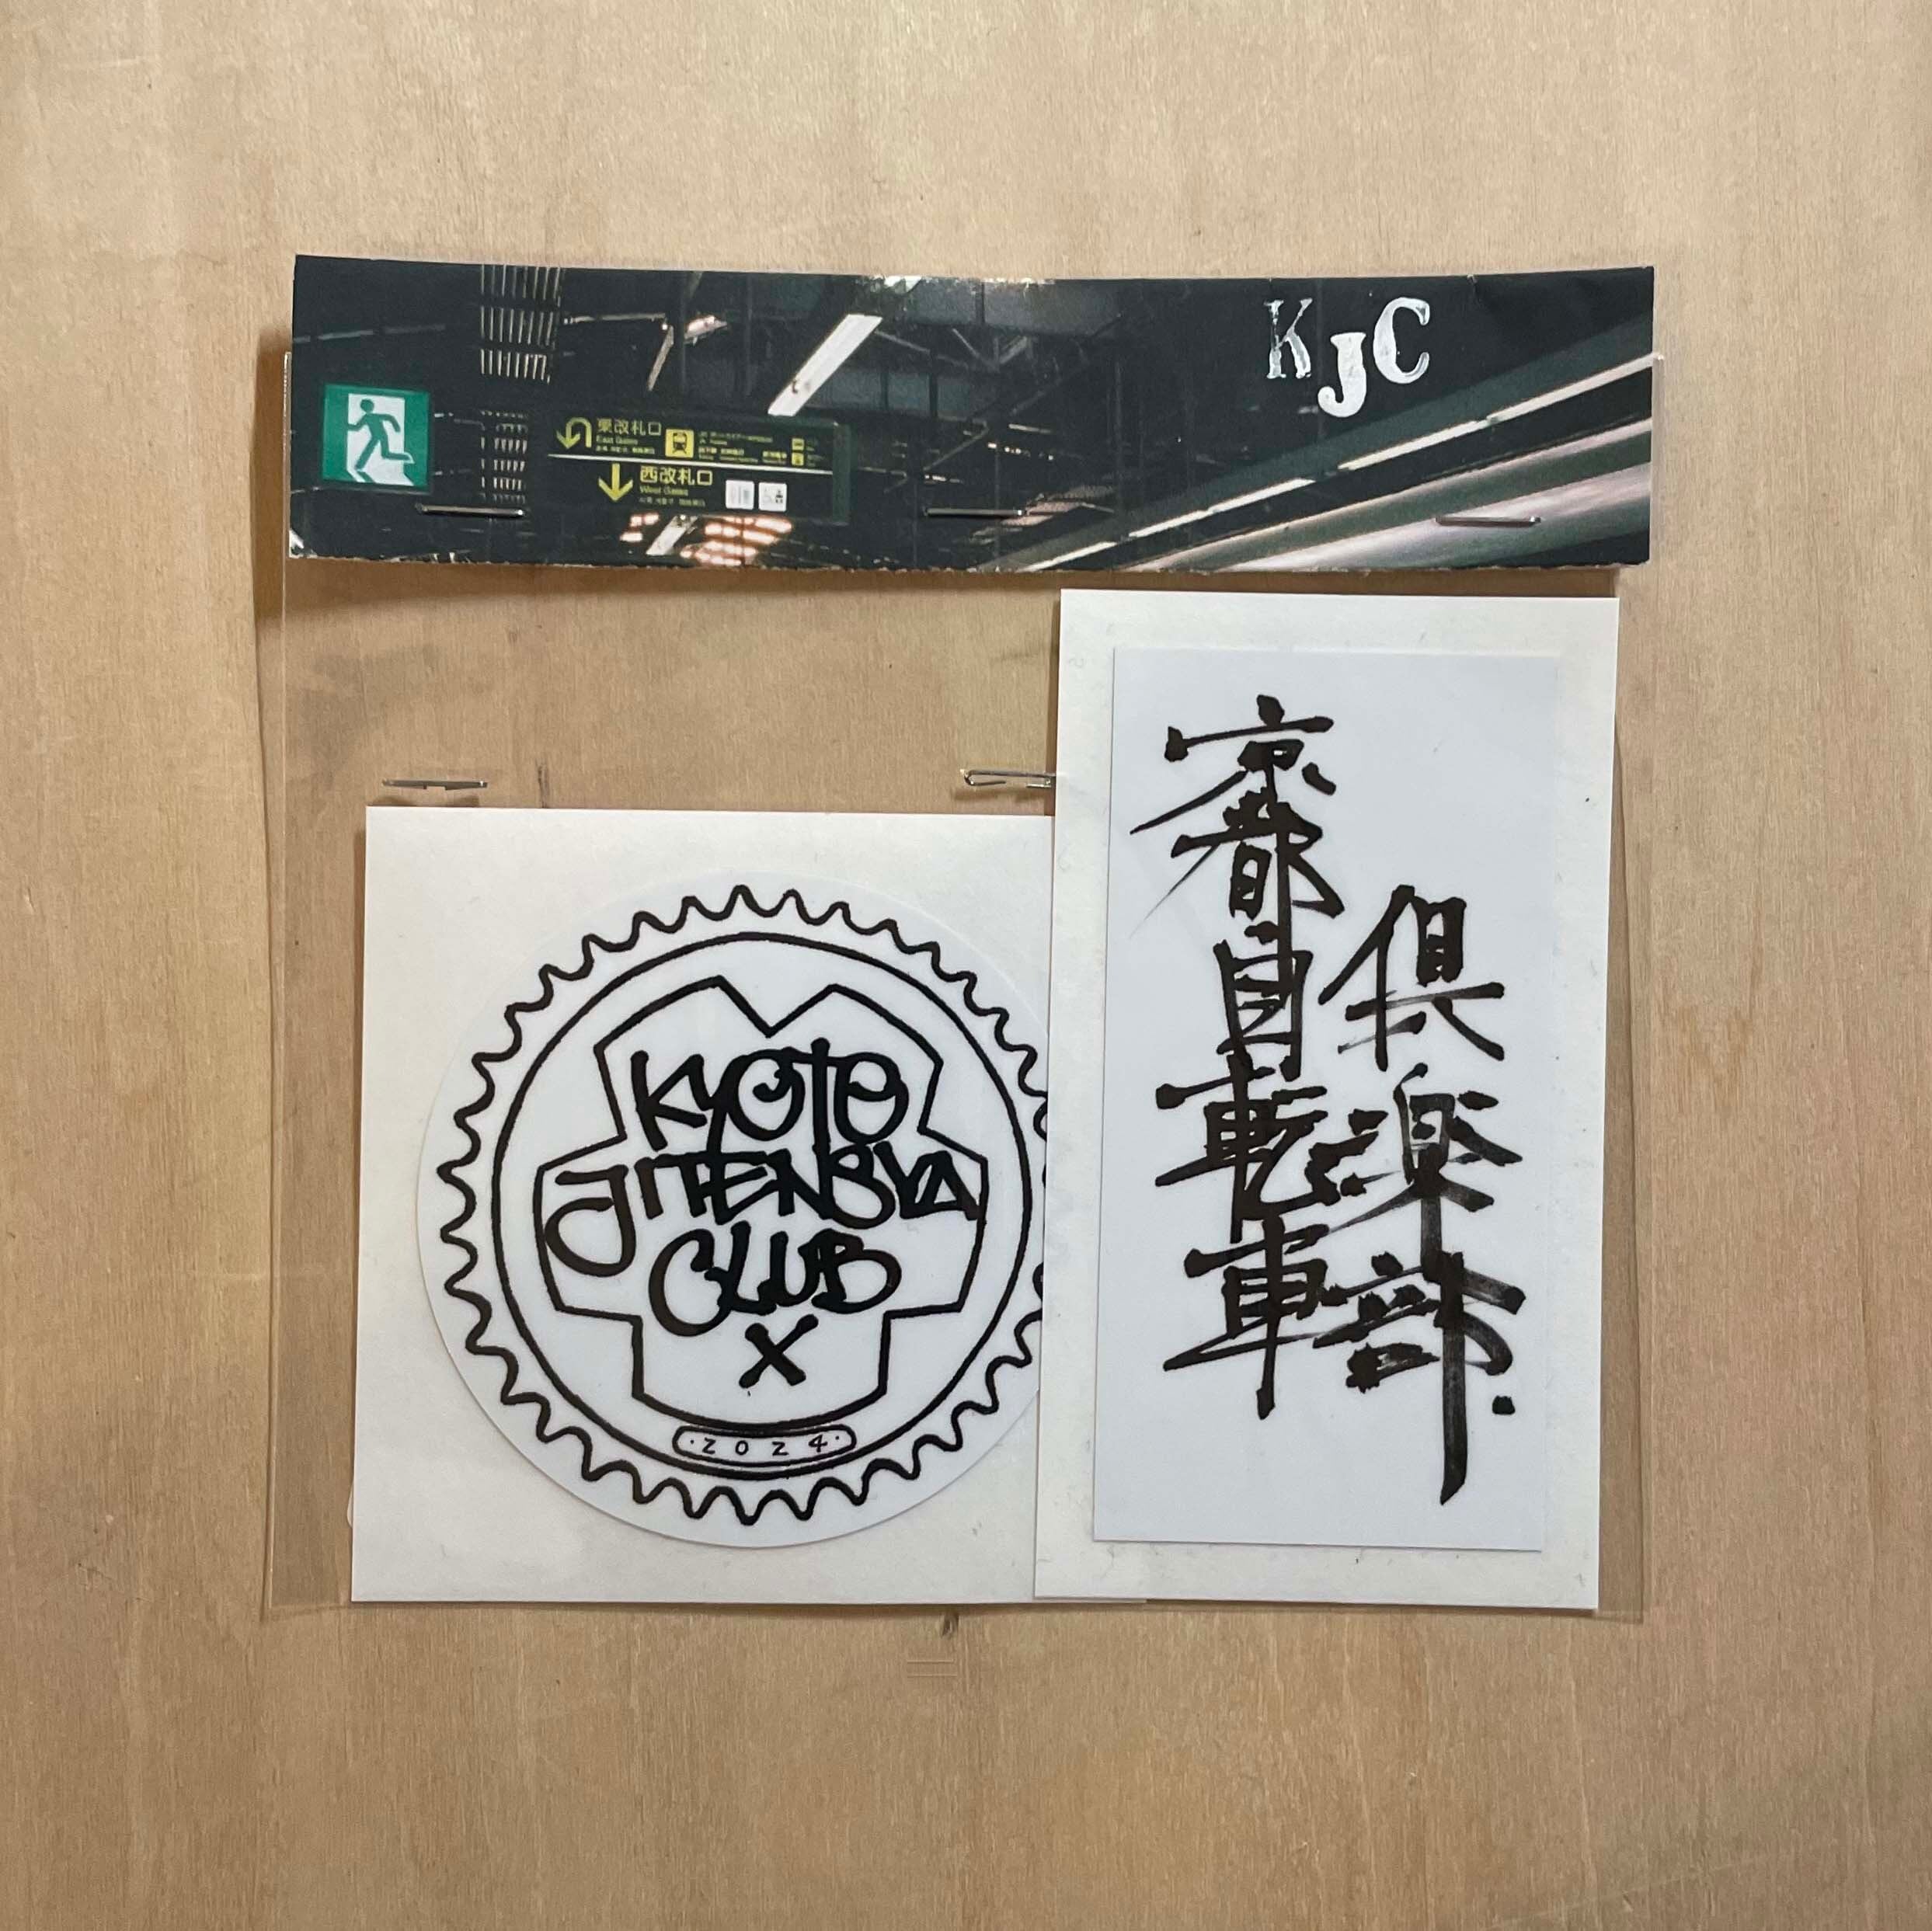 KJC
東改札口
East Gates
西改札口
West Gates
KYOTO
JITENSYA
CLUB
X
·2024·
京都自転車
倶楽部.